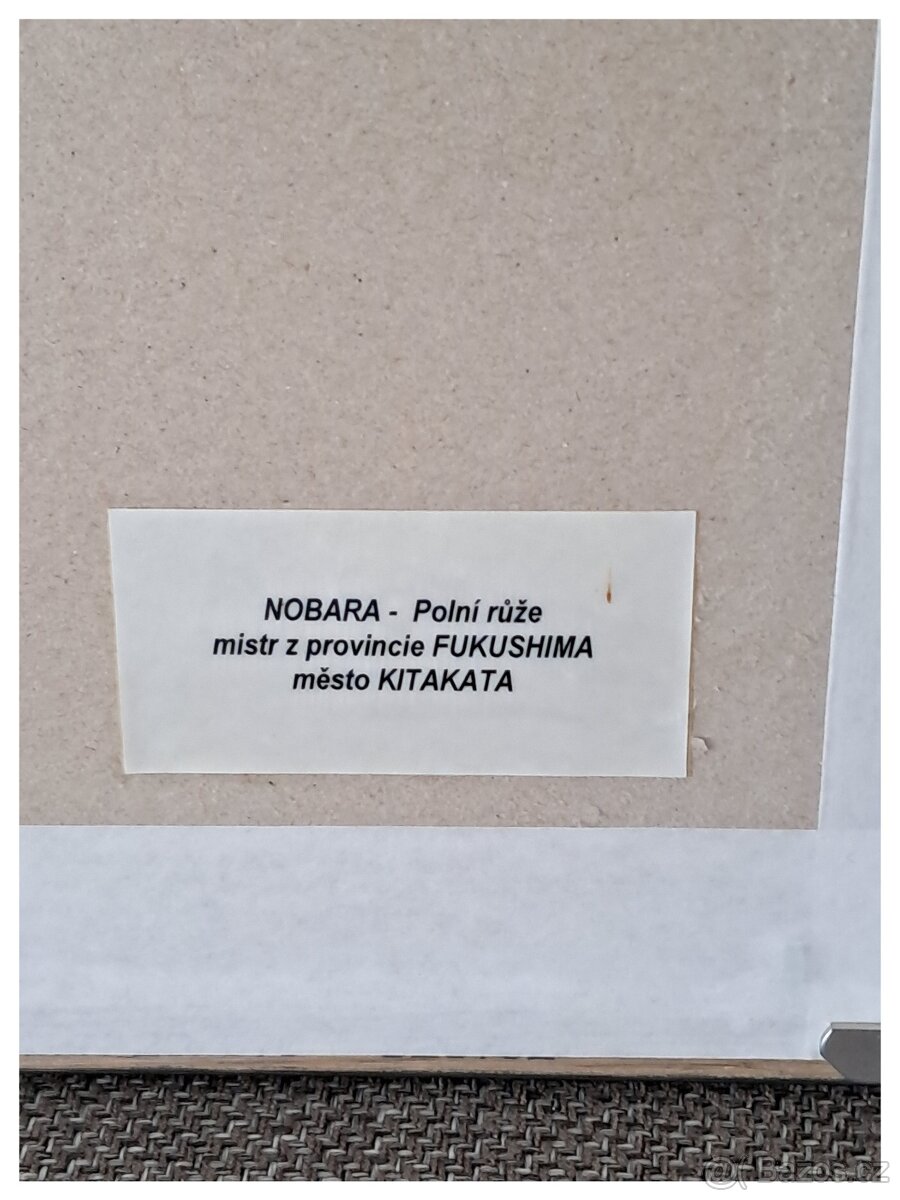 NOBARA - Polní růže
mistr z provincie FUKUSHIMA
město KITAKATA
Bazos.cz